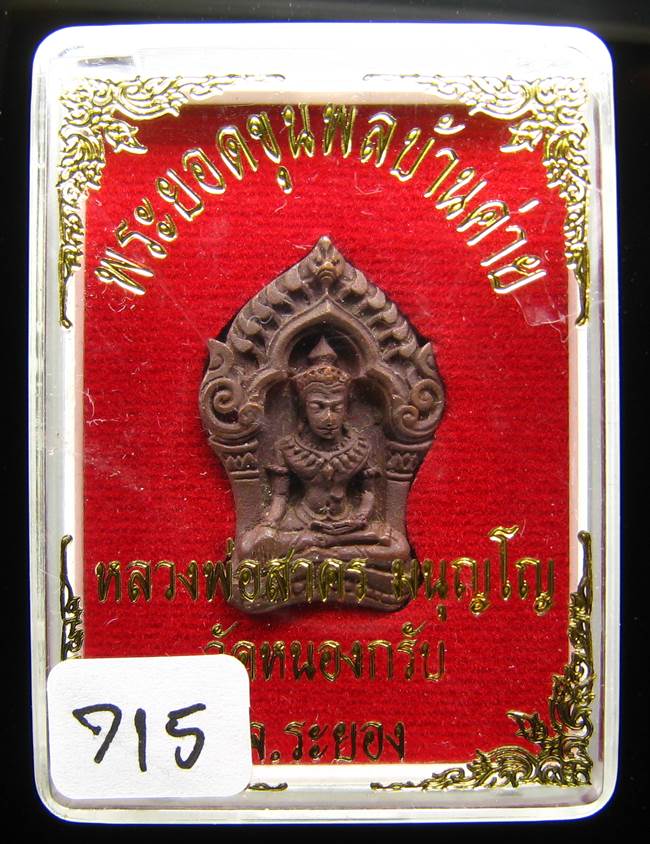 พระยอดขุนพลบ้านค่าย
หลวงพ่อสาคร มนุญโญ
วัดหนองกรับ
จ.ระยอง
715